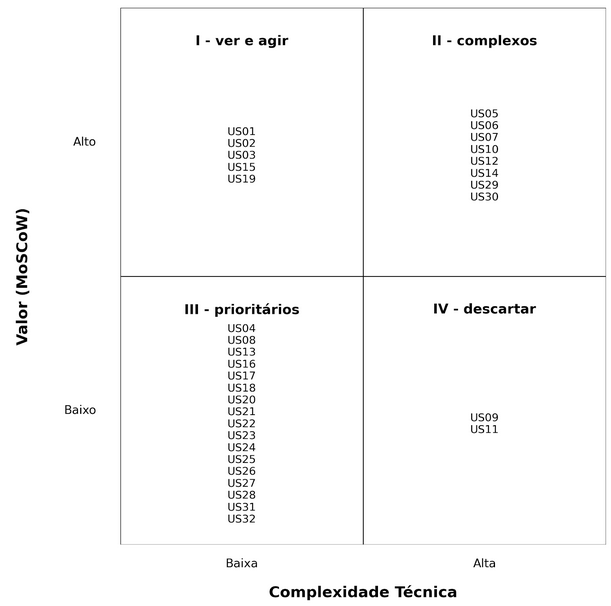 I - ver e agir
II - complexos
Alto
US01
US02
US03
US15
US19
US05
US06
US07
US10
US12
US14
US29
US30
Valor (MoSCoW)
III - prioritários
IV - descartar
Baixo
US04
US08
US13
US16
US17
US18
US20
US21
US22
US23
US24
US25
US26
US27
US28
US31
US32
US09
US11
Baixa
Alta
Complexidade Técnica